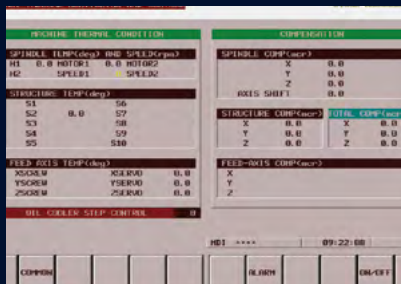 MACHINE THERMAL CONDITION
SPINDLE TEMP(deg) AND SPEED(rpm)
H1 0.0 MOTOR1 0.0 MOTOR2
H2 SPEED1 SPEED2
STRUCTURE TEMP(deg)
S1 S6
S2 0.0 S7
S3 S8
S4 S9
S5 S10
FEED AXIS TEMP(deg)
XSCREW XSERVO 0.0
YSCREW YSERVO 0.0
ZSCREW ZSERVO 0.0
OIL COOLER STEP CONTROL 0
COMPENSATION
SPINDLE COMP(mcr)
X 0.0
Y 0.0
Z 0.0
AXIS SHIFT 0.0
STRUCTURE COMP(mcr)
X 0.0
Y 0.0
Z 0.0
TOTAL COMP(mcr)
X 0.0
Y 0.0
Z 0.0
FEED-AXIS COMP(mcr)
X
Y
Z
MDI **** 09:22:08
COMMON ALARM ON/OFF